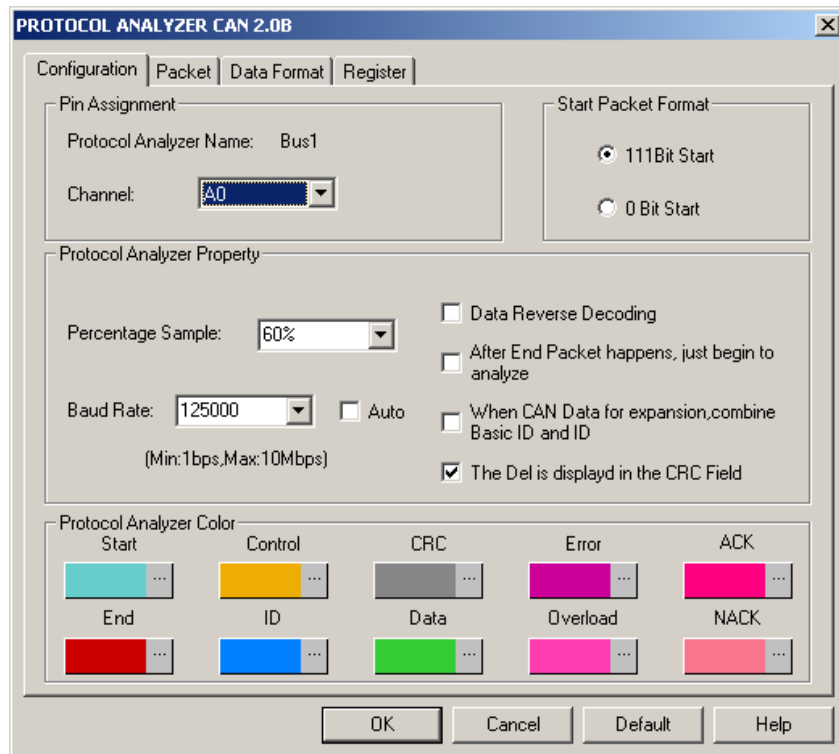 PROTOCOL ANALYZER CAN 2.0B
Configuration Packet Data Format Register
Pin Assignment
Protocol Analyzer Name: Bus1
Channel: A0
Start Packet Format
111Bit Start
0 Bit Start
Protocol Analyzer Property
Percentage Sample: 60%
Baud Rate: 125000 Auto
(Min:1bps,Max:10Mbps)
Data Reverse Decoding
After End Packet happens, just begin to
analyze
When CAN Data for expansion,combine
Basic ID and ID
The Del is displayd in the CRC Field
Protocol Analyzer Color
Start Control CRC Error ACK
... ... ... ... ...
End ID Data Overload NACK
... ... ... ... ...
OK Cancel Default Help